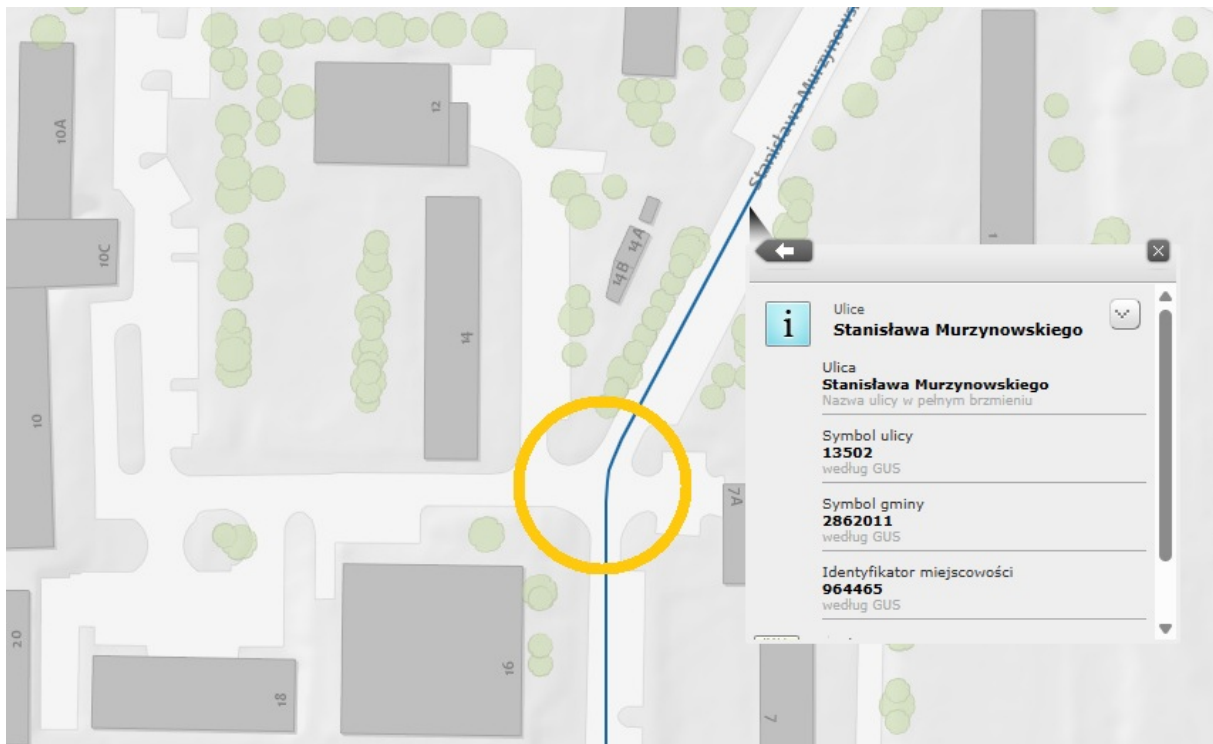 10A
12
Stanisława Murzynows
10C
14A
14B
1
14
10
7A
20
18
16
7
Ulice
Stanisława Murzynowskiego
Ulica
Stanisława Murzynowskiego
Nazwa ulicy w pełnym brzmieniu
Symbol ulicy
13502
według GUS
Symbol gminy
2862011
według GUS
Identyfikator miejscowości
964465
według GUS